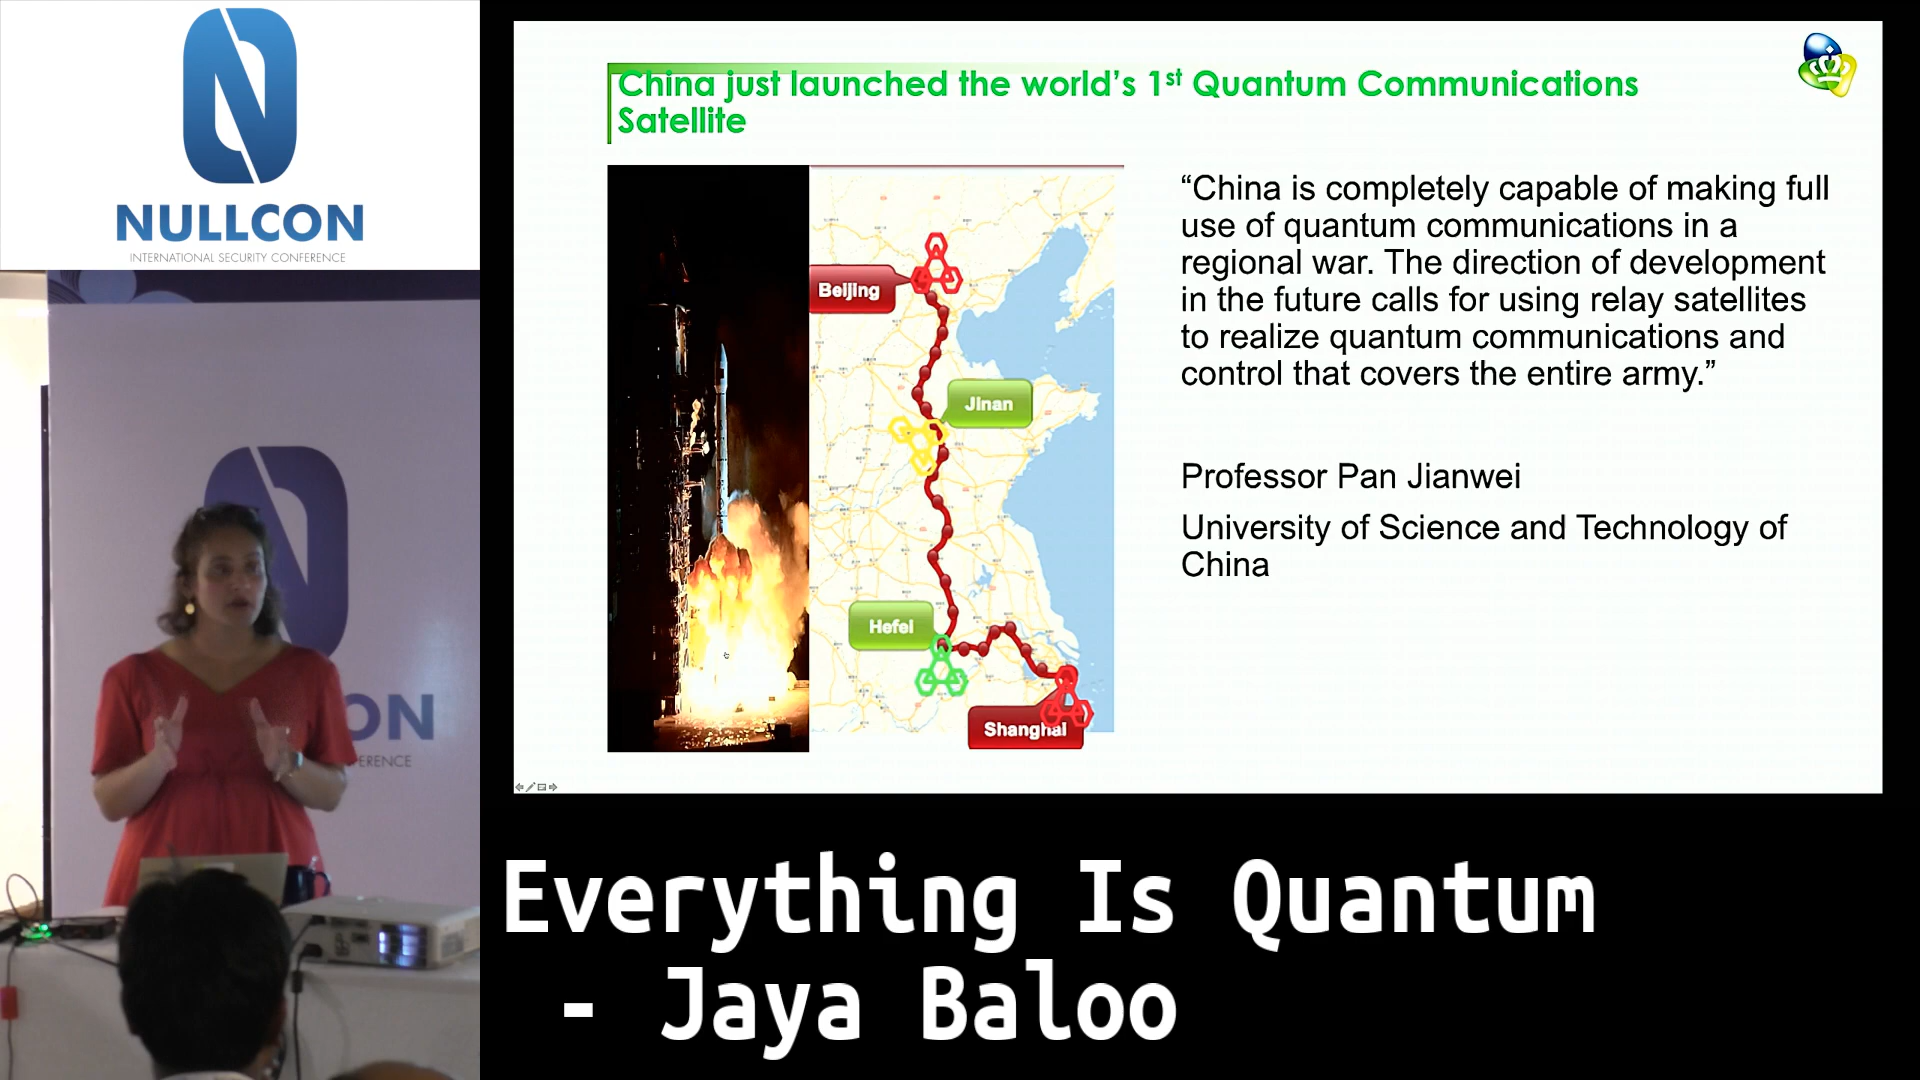 NULLCON
INTERNATIONAL SECURITY CONFERENCE
ON
FERENCE
China just launched the world's 1st Quantum Communications
Satellite
Beijing
Jinan
Hefei
Shanghai
“China is completely capable of making full
use of quantum communications in a
regional war. The direction of development
in the future calls for using relay satellites
to realize quantum communications and
control that covers the entire army.”
Professor Pan Jianwei
University of Science and Technology of
China
Everything Is Quantum
- Jaya Baloo